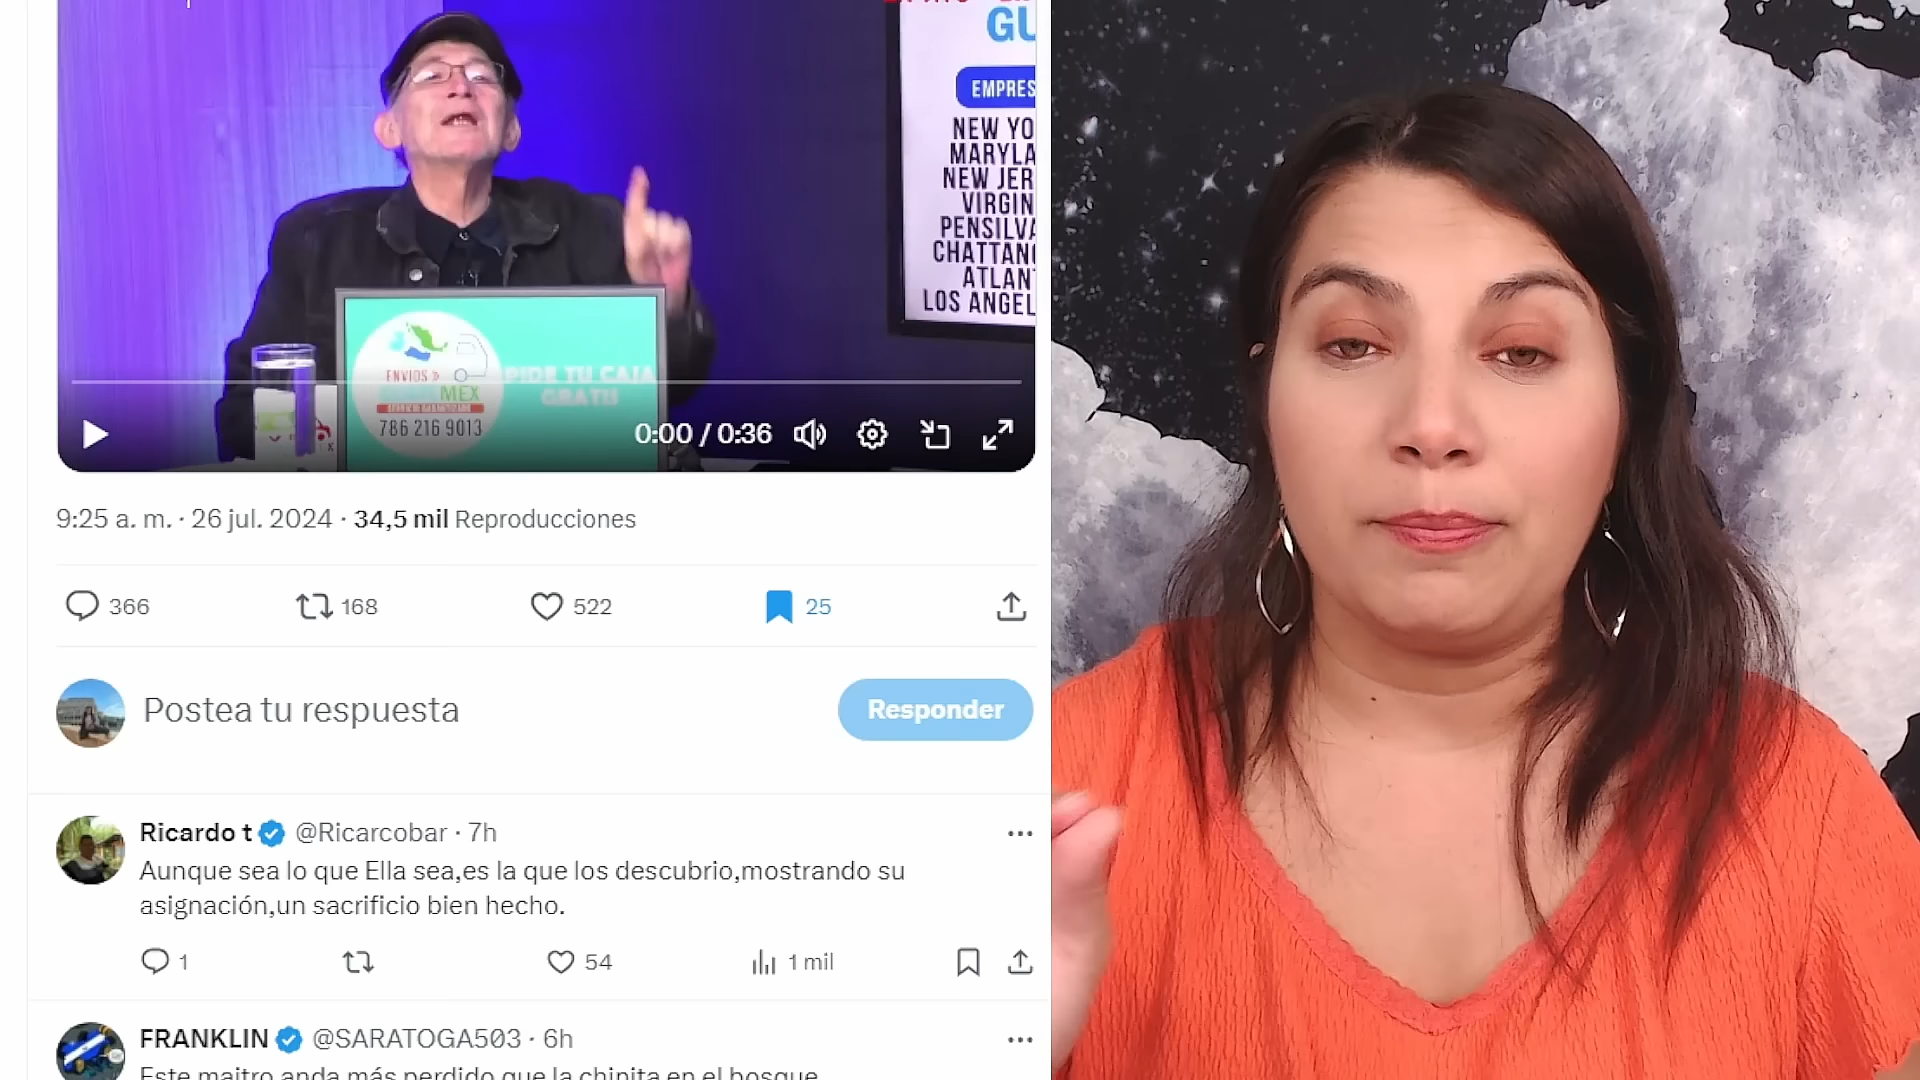 GU
EMPRES
NEW YO
MARYLA
NEW JER
VIRGIN
PENSILVA
CHATTAN
ATLAN
LOS ANGEL
ENVIOS
MEX
786 216 9013
PIDE TU CAJA
GRATIS
0:00 / 0:36
9:25 a. m. · 26 jul. 2024 · 34,5 mil Reproducciones
366 168 522 25
Postea tu respuesta
Responder
Ricardo t @Ricarcobar · 7h
Aunque sea lo que Ella sea,es la que los descubrio,mostrando su
asignación,un sacrificio bien hecho.
1 54 1 mil
FRANKLIN @SARATOGA503 · 6h
Este maitro anda más perdido que la chinita en el bosque